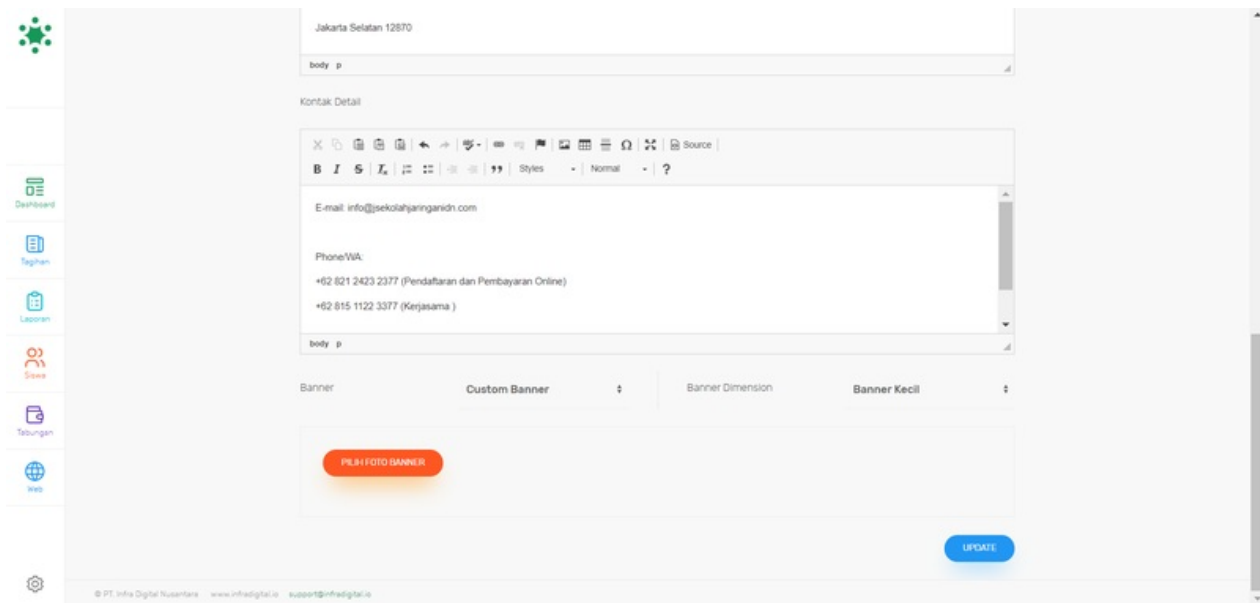 Jakarta Selatan 12870
body p
Kontak Detail
Source
B I S Ix Styles Normal ?
E-mail: info@jsekolahjaringanidn.com
Phone/WA:
+62 821 2423 2377 (Pendaftaran dan Pembayaran Online)
+62 815 1122 3377 (Kerjasama )
body p
Banner Custom Banner Banner Dimension Banner Kecil
PILIH FOTO BANNER
UPDATE
Dashboard
Tagihan
Laporan
Siswa
Tabungan
Web
© PT. Infra Digital Nusantara www.infradigital.io support@infradigital.io